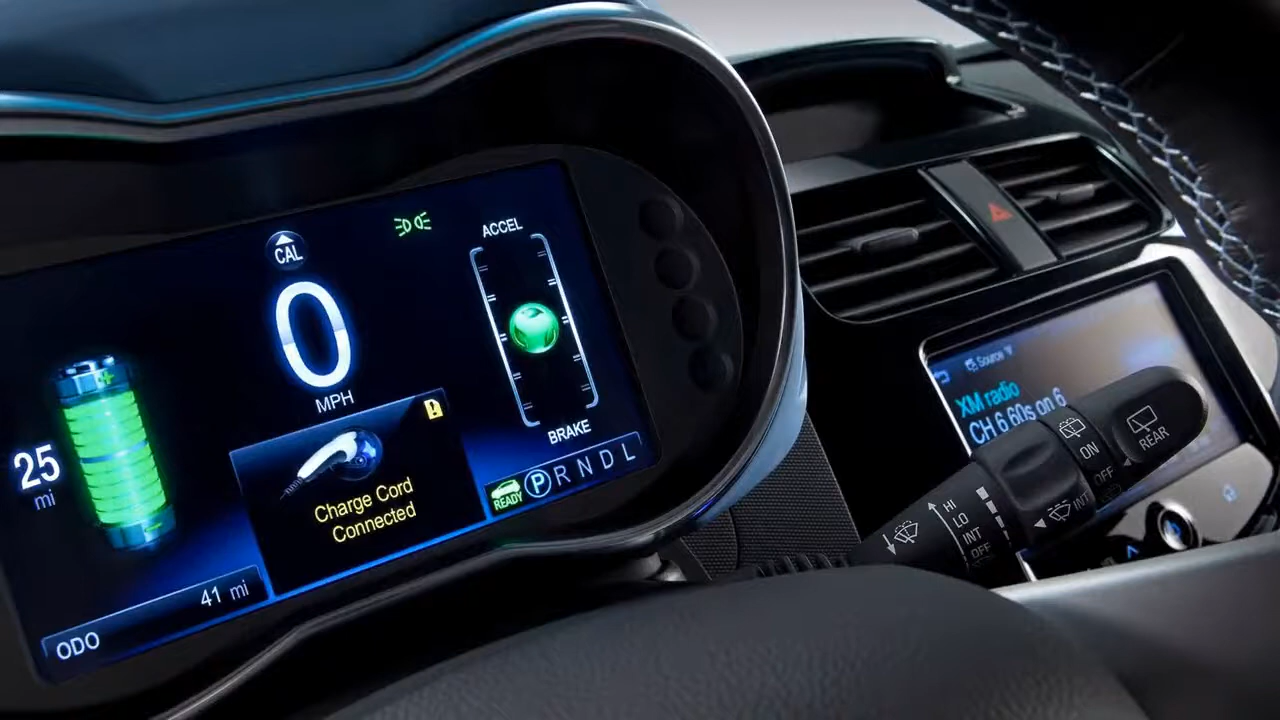 CAL
0
MPH
ACCEL
BRAKE
25
mi
Charge Cord
Connected
READY
P R N D L
41 mi
ODO
Source
XM radio
CH 6 60s on 6
HI
LO
INT
OFF
ON
OFF
INT
REAR